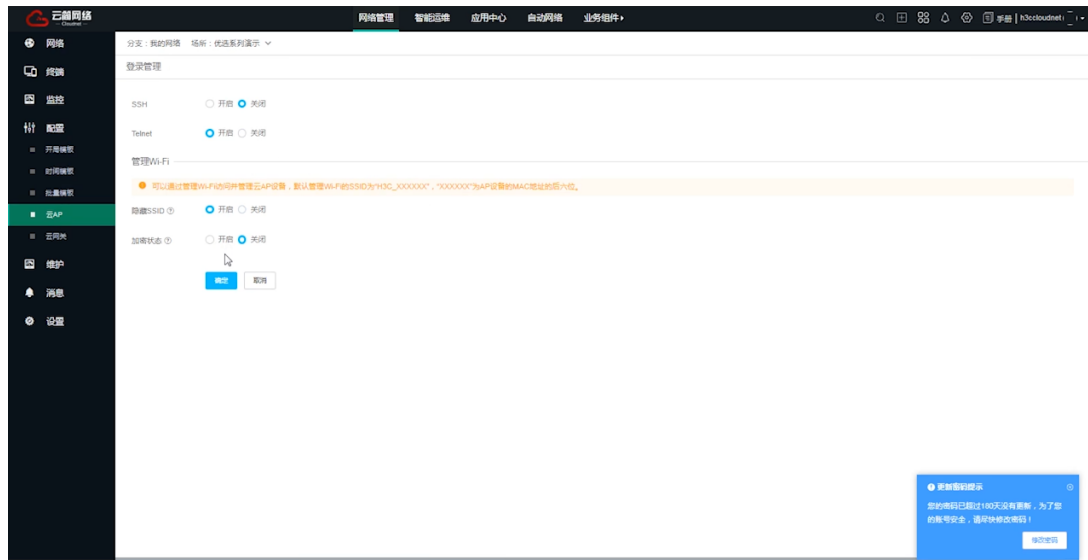 云简网络
Cloudnet
网络管理 智能运维 应用中心 自动网络 业务组件
手册 | h3ccloudnet
网络
终端
监控
配置
开局模板
时间模板
批量模板
云AP
云网关
维护
消息
设置
分支：我的网络 场所：优选系列演示
登录管理
SSH 开启 关闭
Telnet 开启 关闭
管理Wi-Fi
可以通过管理Wi-Fi访问并管理云AP设备，默认管理Wi-Fi的SSID为"H3C_XXXXXX"，"XXXXXX"为AP设备的MAC地址的后六位。
隐藏SSID 开启 关闭
加密状态 开启 关闭
确定 取消
更新密码提示
您的密码已超过180天没有更新，为了您
的账号安全，请尽快修改密码！
修改密码